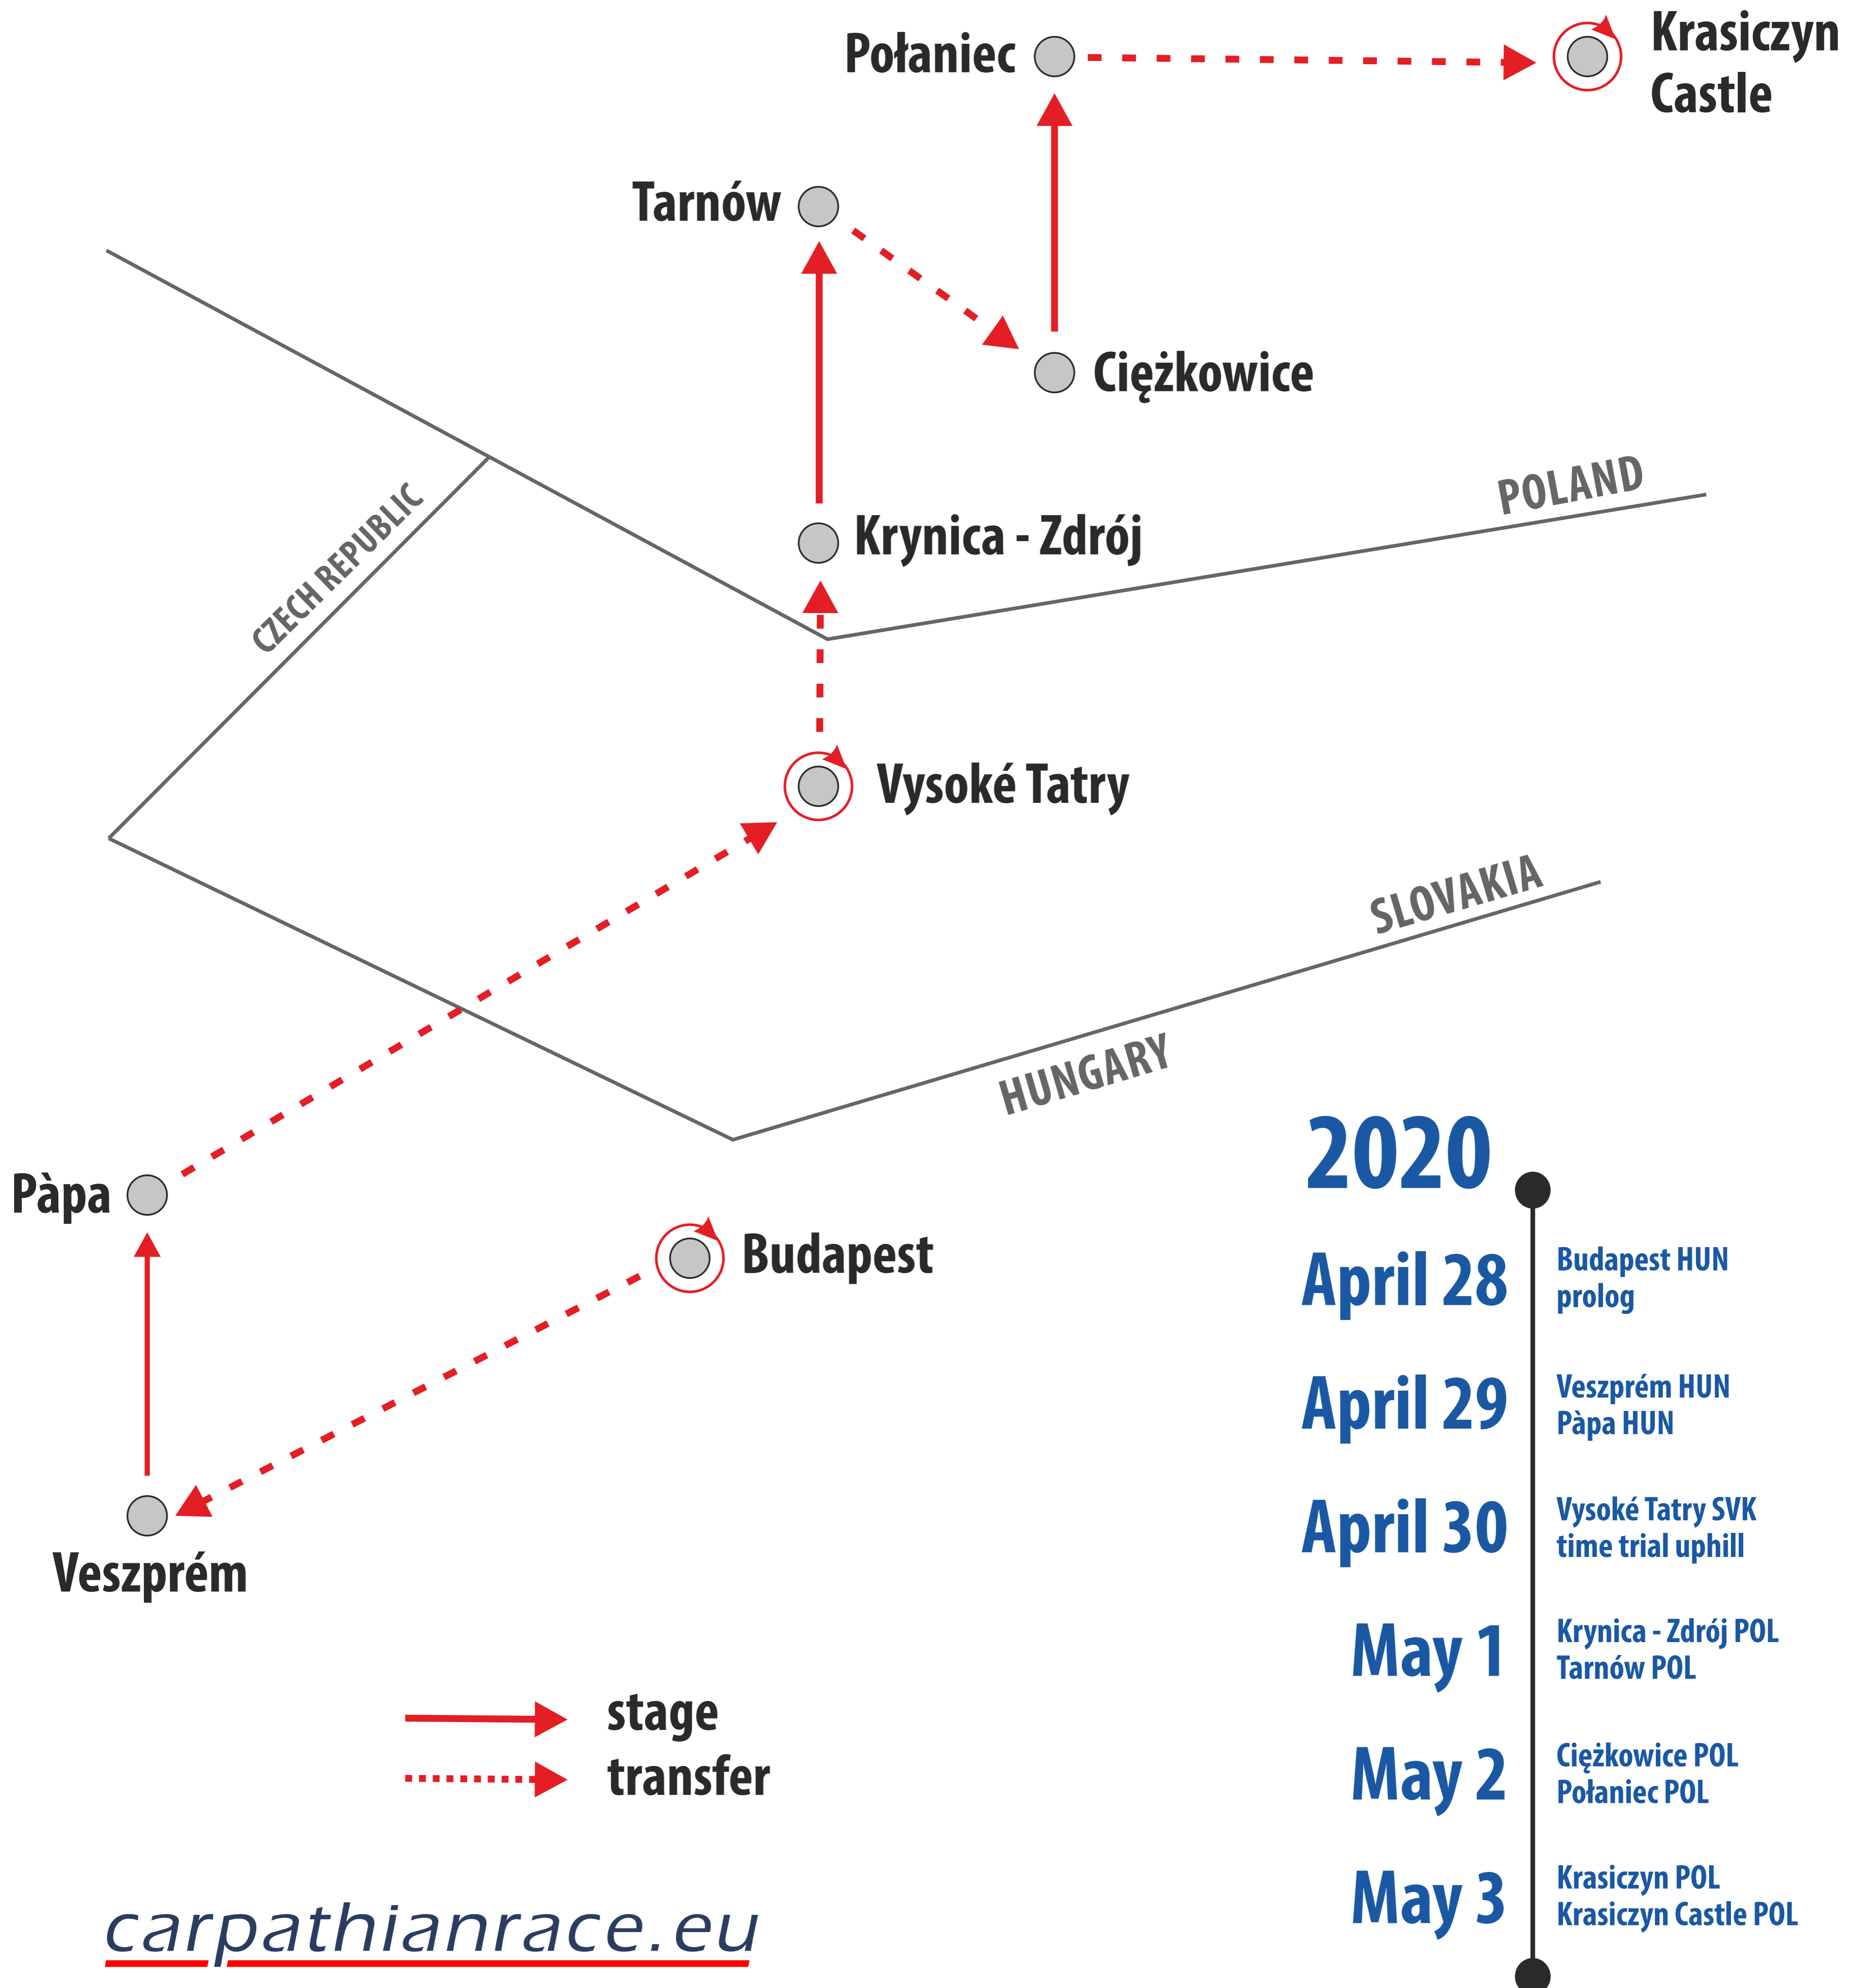 Połaniec
Krasiczyn
Castle
Tarnów
Ciężkowice
POLAND
CZECH REPUBLIC
Krynica - Zdrój
Vysoké Tatry
SLOVAKIA
HUNGARY
Pàpa
Budapest
Veszprém
stage
transfer
carpathianrace.eu
2020
April 28
Budapest HUN
prolog
April 29
Veszprém HUN
Pàpa HUN
April 30
Vysoké Tatry SVK
time trial uphill
May 1
Krynica - Zdrój POL
Tarnów POL
May 2
Ciężkowice POL
Połaniec POL
May 3
Krasiczyn POL
Krasiczyn Castle POL